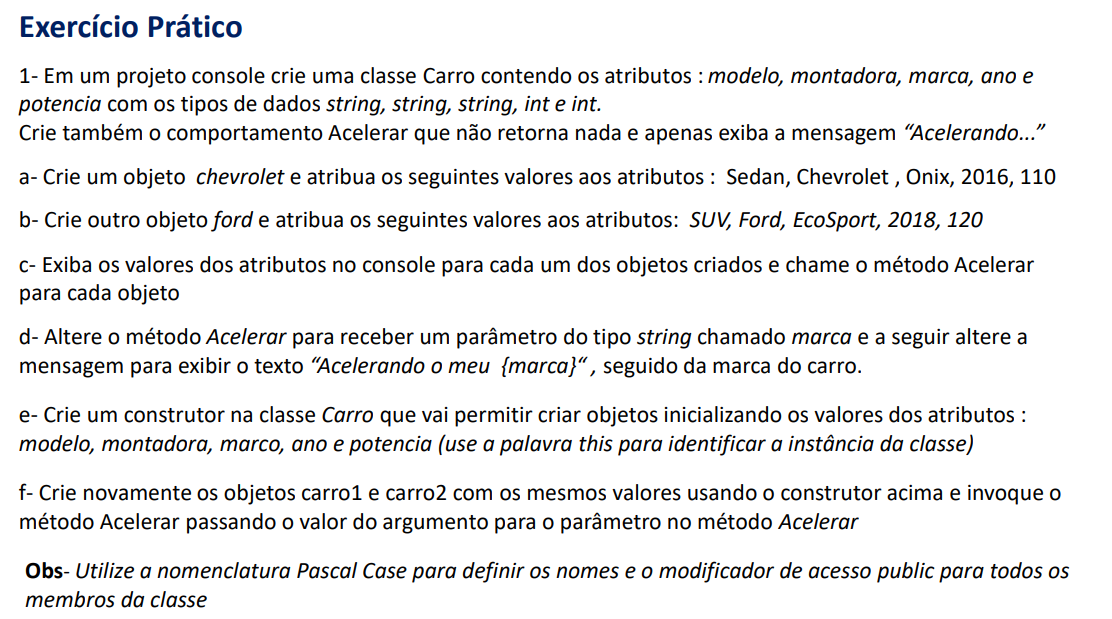 Exercício Prático
1- Em um projeto console crie uma classe Carro contendo os atributos : modelo, montadora, marca, ano e
potencia com os tipos de dados string, string, string, int e int.
Crie também o comportamento Acelerar que não retorna nada e apenas exiba a mensagem “Acelerando...”
a- Crie um objeto chevrolet e atribua os seguintes valores aos atributos : Sedan, Chevrolet , Onix, 2016, 110
b- Crie outro objeto ford e atribua os seguintes valores aos atributos: SUV, Ford, EcoSport, 2018, 120
c- Exiba os valores dos atributos no console para cada um dos objetos criados e chame o método Acelerar
para cada objeto
d- Altere o método Acelerar para receber um parâmetro do tipo string chamado marca e a seguir altere a
mensagem para exibir o texto “Acelerando o meu {marca}“ , seguido da marca do carro.
e- Crie um construtor na classe Carro que vai permitir criar objetos inicializando os valores dos atributos :
modelo, montadora, marco, ano e potencia (use a palavra this para identificar a instância da classe)
f- Crie novamente os objetos carro1 e carro2 com os mesmos valores usando o construtor acima e invoque o
método Acelerar passando o valor do argumento para o parâmetro no método Acelerar
Obs- Utilize a nomenclatura Pascal Case para definir os nomes e o modificador de acesso public para todos os
membros da classe